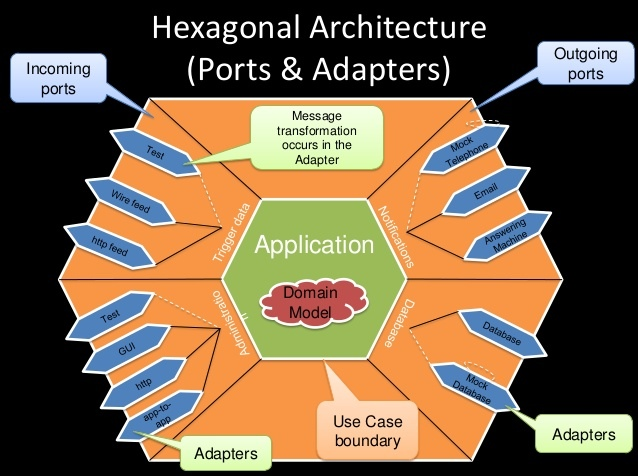 Hexagonal Architecture
(Ports & Adapters)
Incoming
ports
Outgoing
ports
Message
transformation
occurs in the
Adapter
Test
Wire feed
http feed
Trigger data
Mock
Telephone
Email
Answering
Machine
Notifications
Application
Domain
Model
Test
GUI
http
app-to-
app
Administratio
n
Database
Database
Mock
Database
Use Case
boundary
Adapters
Adapters